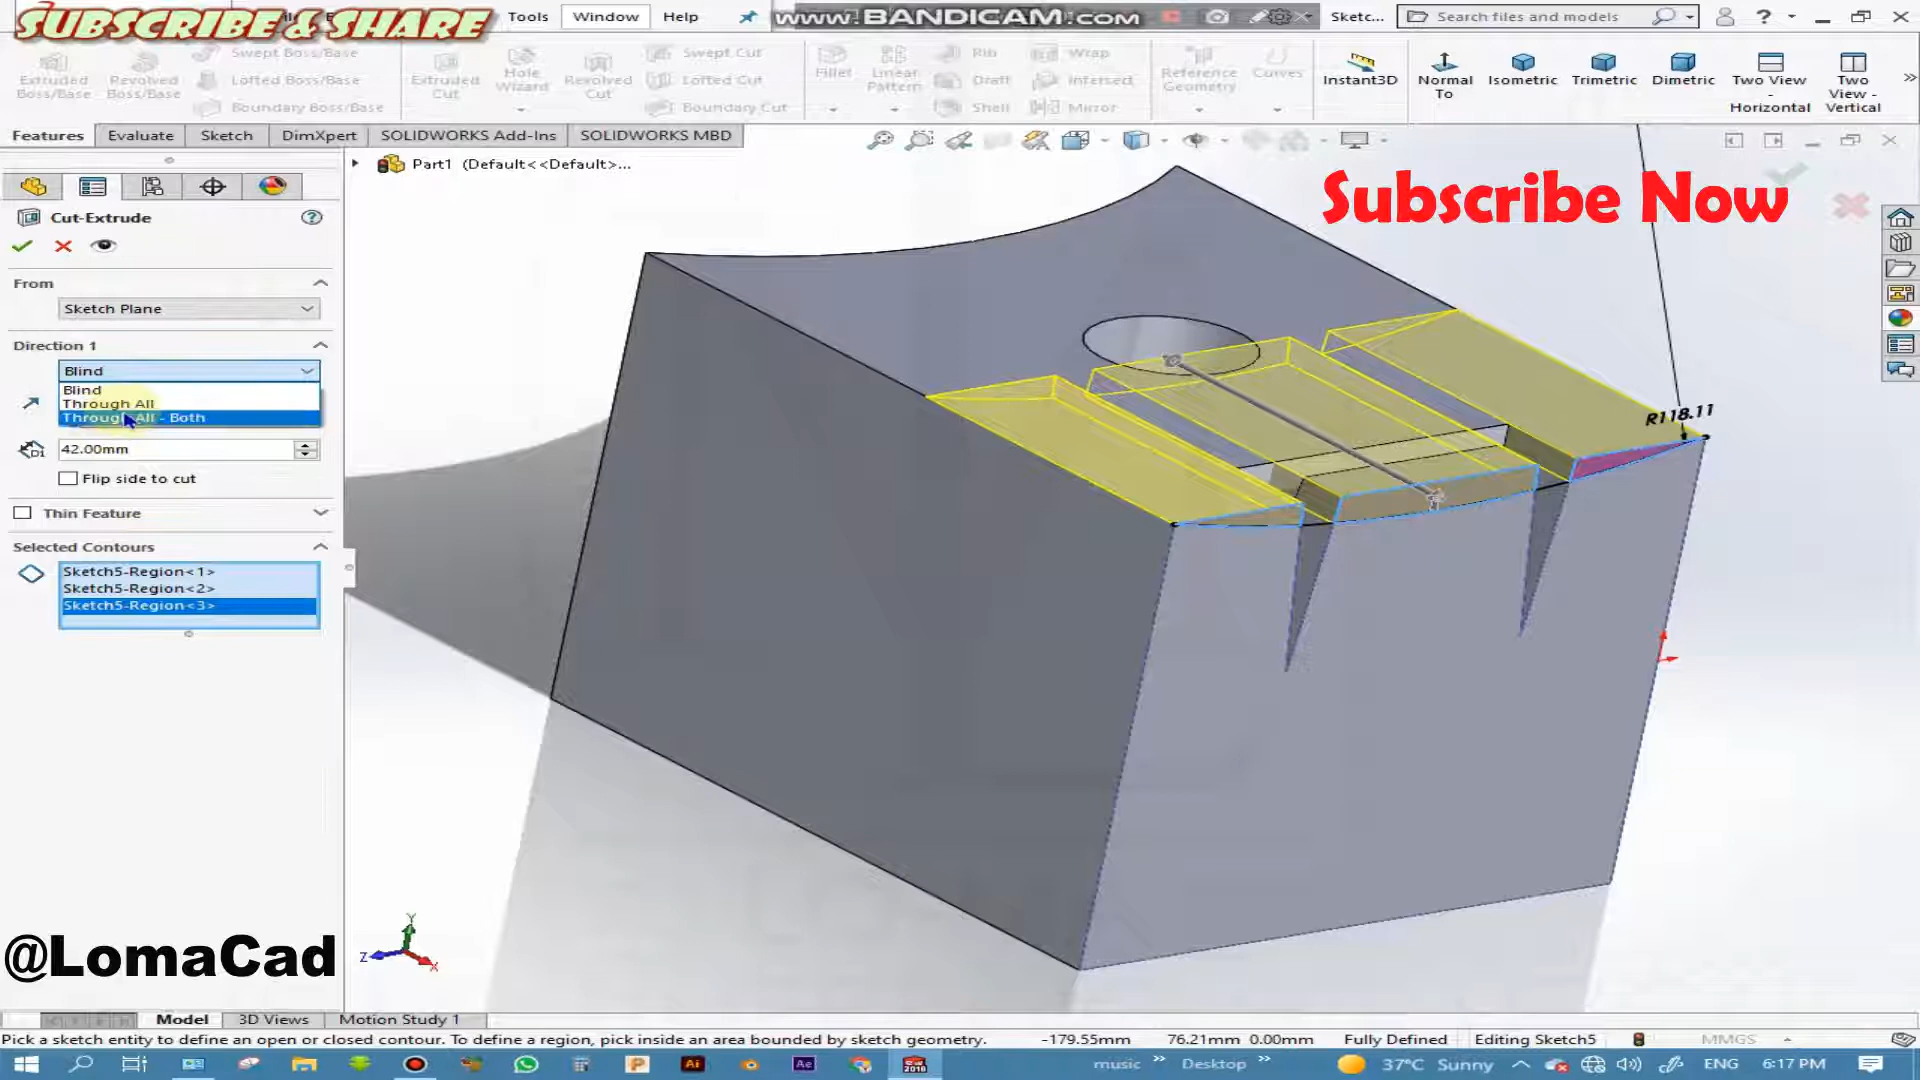 SUBSCRIBE & SHARE
Tools
Window
Help
www.BANDICAM.com
Sketc...
Search files and models
Extruded Boss/Base
Revolved Boss/Base
Swept Boss/Base
Lofted Boss/Base
Boundary Boss/Base
Extruded Cut
Hole Wizard
Revolved Cut
Swept Cut
Lofted Cut
Boundary Cut
Fillet
Linear Pattern
Rib
Draft
Shell
Wrap
Intersect
Mirror
Reference Geometry
Curves
Instant3D
Normal To
Isometric
Trimetric
Dimetric
Two View - Horizontal
Two View - Vertical
Features
Evaluate
Sketch
DimXpert
SOLIDWORKS Add-Ins
SOLIDWORKS MBD
Part1 (Default<<Default>...
Subscribe Now
Cut-Extrude
From
Sketch Plane
Direction 1
Blind
Blind
Through All
Through All - Both
42.00mm
Flip side to cut
Thin Feature
Selected Contours
Sketch5-Region<1>
Sketch5-Region<2>
Sketch5-Region<3>
R118.11
@LomaCad
Y
Z
X
Model
3D Views
Motion Study 1
Pick a sketch entity to define an open or closed contour. To define a region, pick inside an area bounded by sketch geometry.
-179.55mm
76.21mm
0.00mm
Fully Defined
Editing Sketch5
MMGS
music
Desktop
37°C
Sunny
ENG
6:17 PM